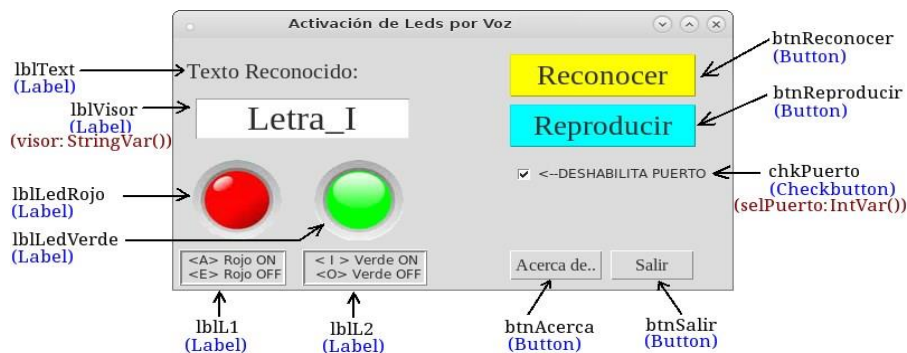 Activación de Leds por Voz
lblText
(Label)
Texto Reconocido:
Reconocer
btnReconocer
(Button)
lblVisor
(Label)
(visor: StringVar())
Letra_I
Reproducir
btnReproducir
(Button)
<--DESHABILITA PUERTO
chkPuerto
(Checkbutton)
(selPuerto:IntVar())
lblLedRojo
(Label)
lblLedVerde
(Label)
<A> Rojo ON
<E> Rojo OFF
< I > Verde ON
<O> Verde OFF
Acerca de..
Salir
lblL1
(Label)
lblL2
(Label)
btnAcerca
(Button)
btnSalir
(Button)